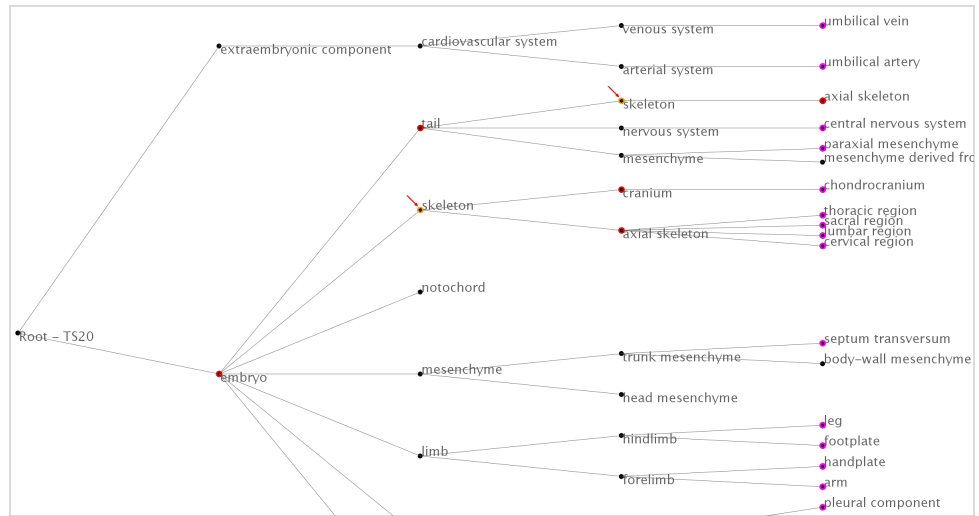 umbilical vein
venous system
cardiovascular system
extraembryonic component
umbilical artery
arterial system
axial skeleton
skeleton
tail
central nervous system
nervous system
paraxial mesenchyme
mesenchyme derived fro
mesenchyme
chondrocranium
cranium
skeleton
thoracic region
sacral region
lumbar region
axial skeleton
cervical region
notochord
Root - TS20
septum transversum
trunk mesenchyme
body-wall mesenchyme
mesenchyme
embryo
head mesenchyme
leg
hindlimb
footplate
limb
handplate
forelimb
arm
pleural component